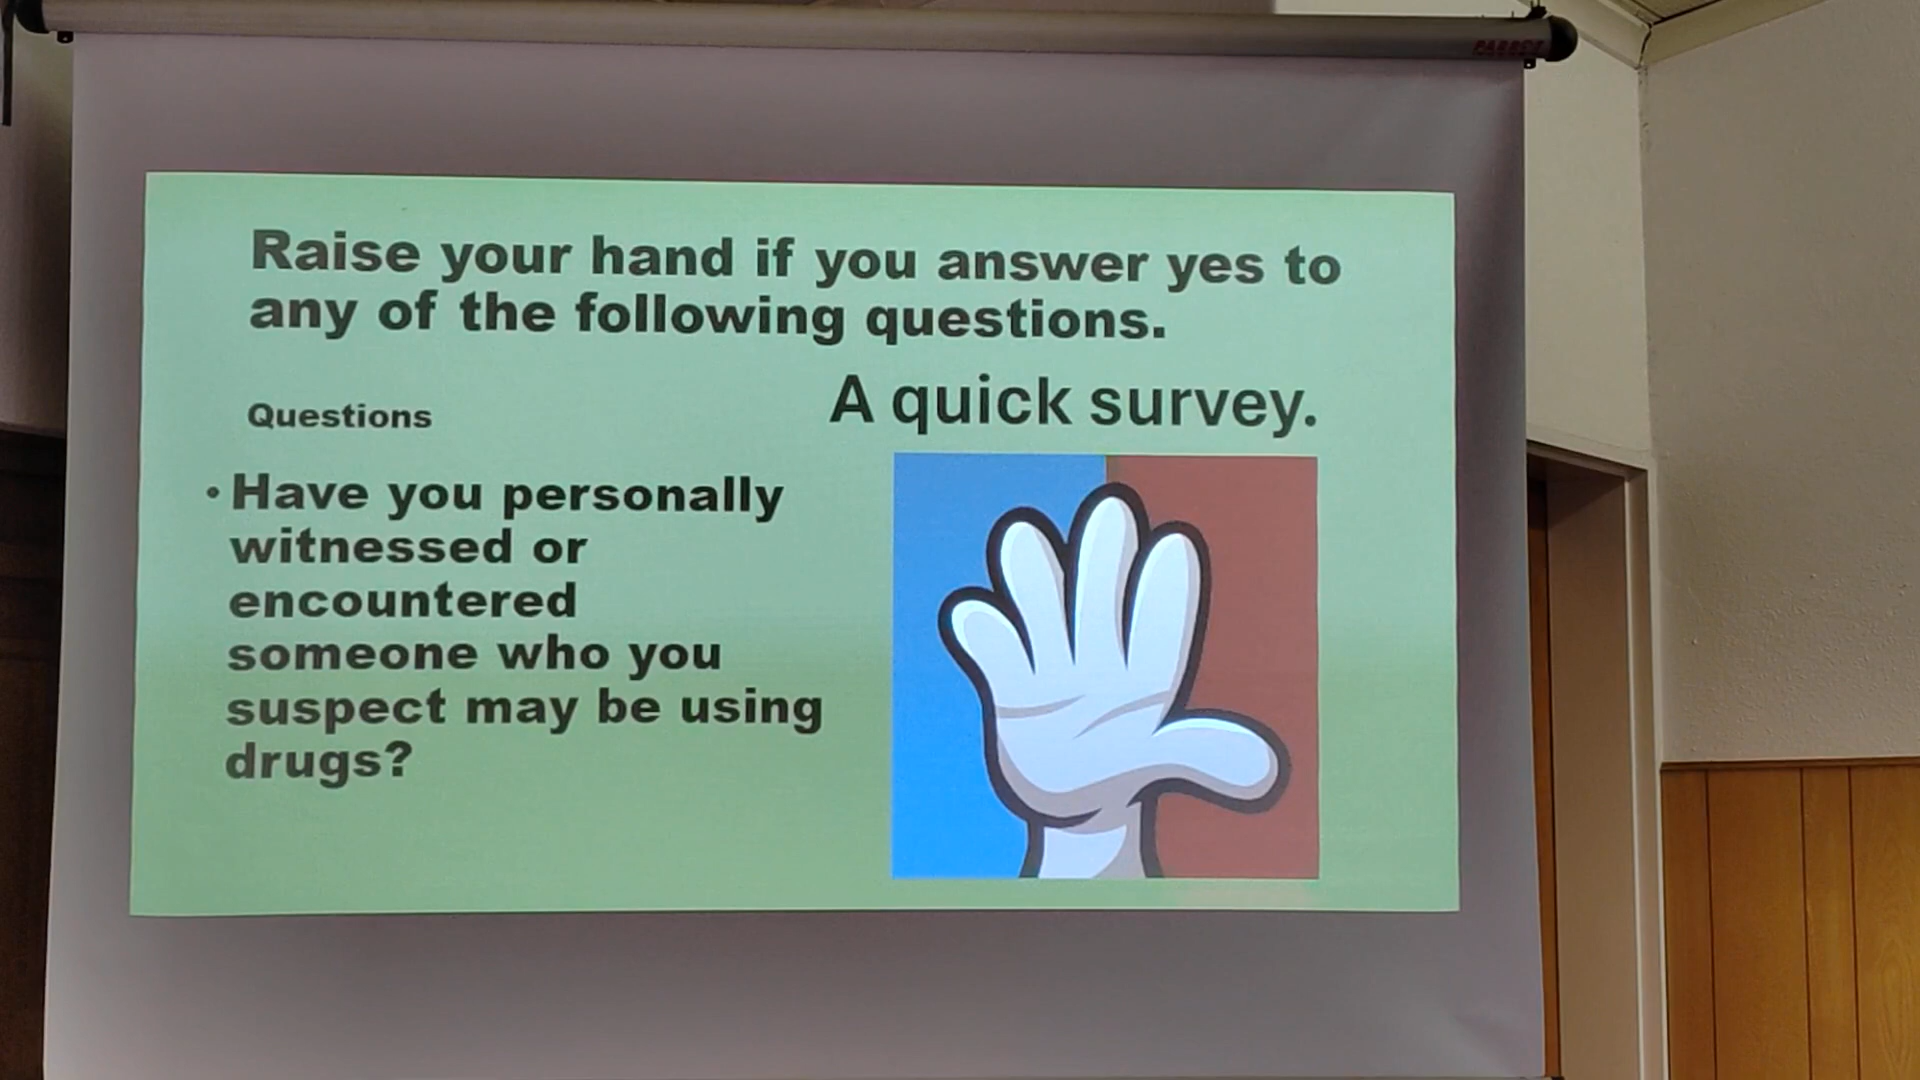 PARROT
Raise your hand if you answer yes to
any of the following questions.
A quick survey.
Questions
• Have you personally
witnessed or
encountered
someone who you
suspect may be using
drugs?